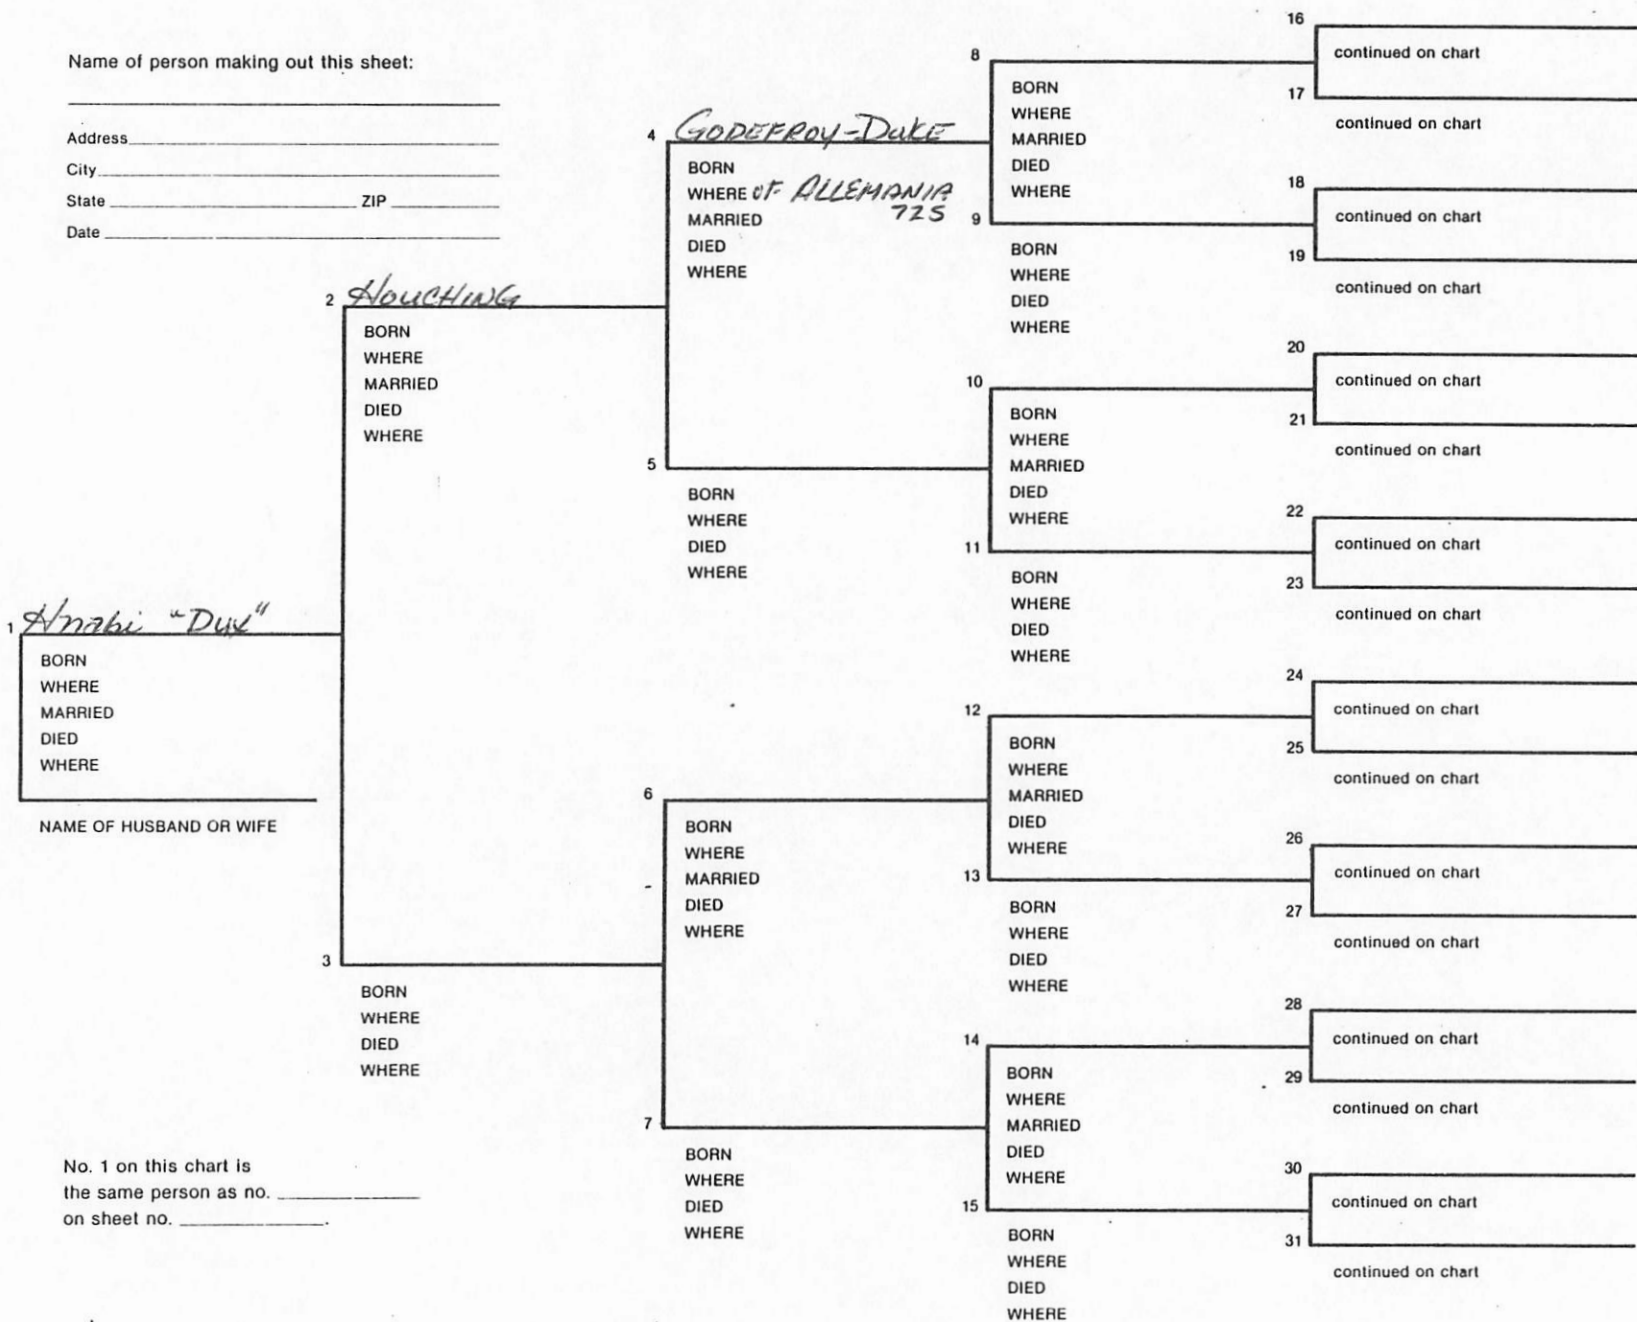 Name of person making out this sheet:
Address
City
State ZIP
Date
1 Hnabi "Dux"
BORN
WHERE
MARRIED
DIED
WHERE
NAME OF HUSBAND OR WIFE
2 HOUCHING
BORN
WHERE
MARRIED
DIED
WHERE
3
BORN
WHERE
DIED
WHERE
No. 1 on this chart is
the same person as no.
on sheet no.
4 GODEFROY-DUKE
BORN
WHERE OF ALLEMANIA
725
MARRIED
DIED
WHERE
5
BORN
WHERE
DIED
WHERE
6
BORN
WHERE
MARRIED
DIED
WHERE
7
BORN
WHERE
DIED
WHERE
8
BORN
WHERE
MARRIED
DIED
WHERE
9
BORN
WHERE
DIED
WHERE
10
BORN
WHERE
MARRIED
DIED
WHERE
11
BORN
WHERE
DIED
WHERE
12
BORN
WHERE
MARRIED
DIED
WHERE
13
BORN
WHERE
DIED
WHERE
14
BORN
WHERE
MARRIED
DIED
WHERE
15
BORN
WHERE
DIED
WHERE
16
continued on chart
17
continued on chart
18
continued on chart
19
continued on chart
20
continued on chart
21
continued on chart
22
continued on chart
23
continued on chart
24
continued on chart
25
continued on chart
26
continued on chart
27
continued on chart
28
continued on chart
29
continued on chart
30
continued on chart
31
continued on chart